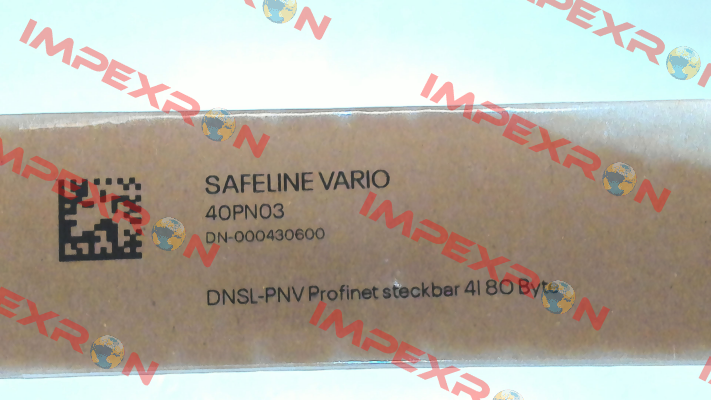 SAFELINE VARIO
40PN03
DN-000430600
DNSL-PNV Profinet steckbar 4I 8O Byte
IMPEXRON
IMPEXRON
IMPEXRON
IMPEXRON
IMPEXRON
IMPEXRON